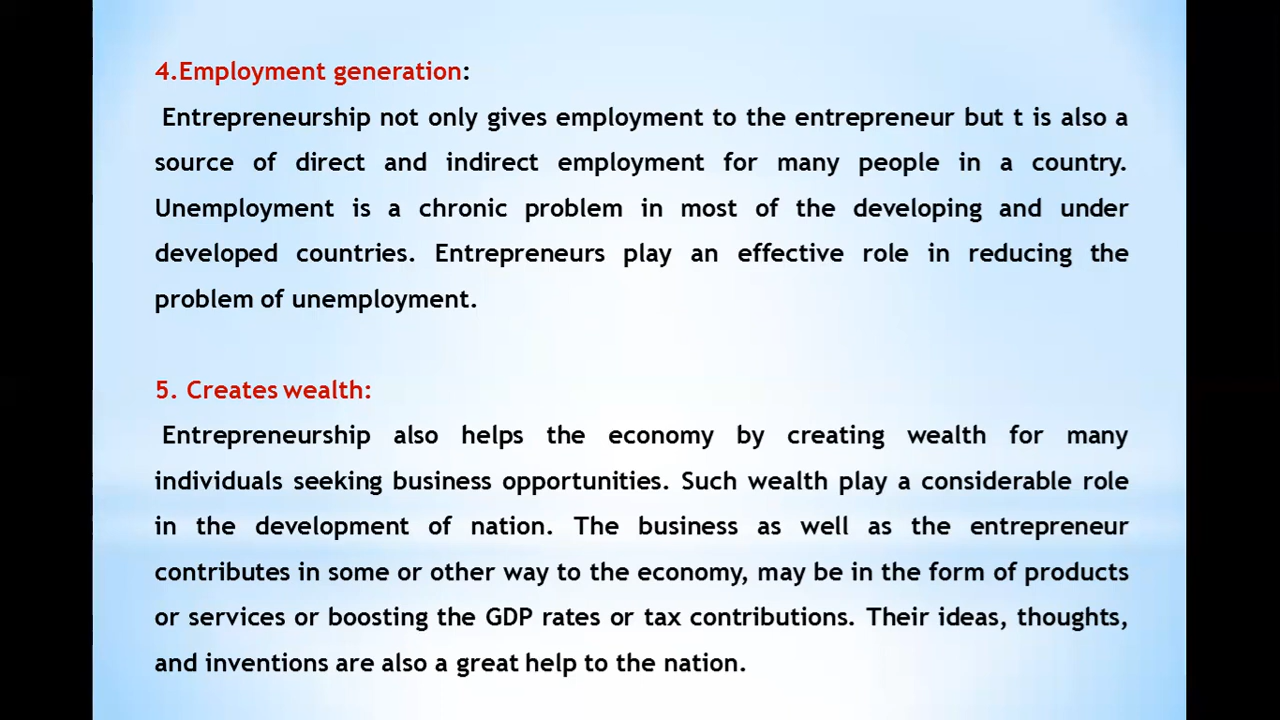 4.Employment generation:
Entrepreneurship not only gives employment to the entrepreneur but t is also a
source of direct and indirect employment for many people in a country.
Unemployment is a chronic problem in most of the developing and under
developed countries. Entrepreneurs play an effective role in reducing the
problem of unemployment.
5. Creates wealth:
Entrepreneurship also helps the economy by creating wealth for many
individuals seeking business opportunities. Such wealth play a considerable role
in the development of nation. The business as well as the entrepreneur
contributes in some or other way to the economy, may be in the form of products
or services or boosting the GDP rates or tax contributions. Their ideas, thoughts,
and inventions are also a great help to the nation.